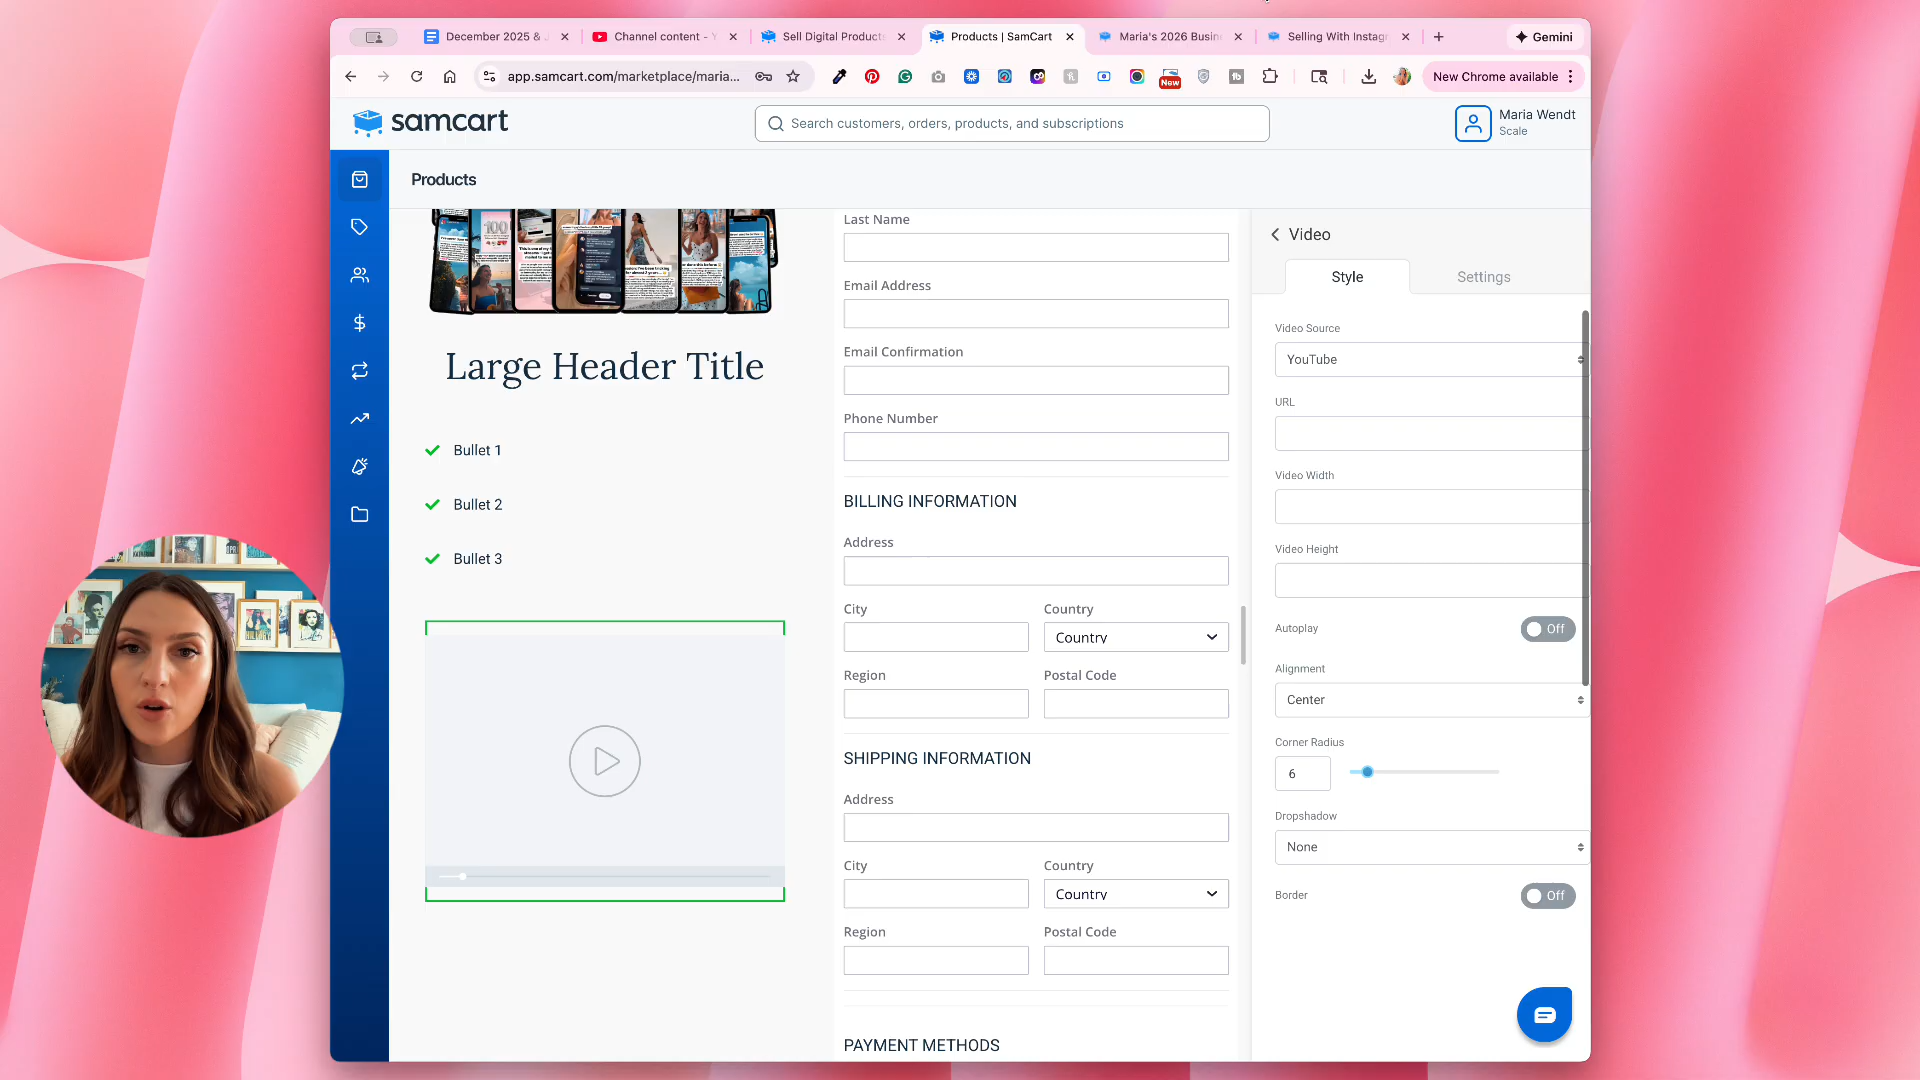 December 2025 & J
Channel content - Y
Sell Digital Products
Products | SamCart
Maria's 2026 Busin
Selling With Instag
Gemini
app.samcart.com/marketplace/maria...
New
New Chrome available
samcart
Search customers, orders, products, and subscriptions
Maria Wendt
Scale
Products
Large Header Title
Bullet 1
Bullet 2
Bullet 3
Last Name
Email Address
Email Confirmation
Phone Number
BILLING INFORMATION
Address
City
Country
Country
Region
Postal Code
SHIPPING INFORMATION
Address
City
Country
Country
Region
Postal Code
PAYMENT METHODS
Video
Style
Settings
Video Source
YouTube
URL
Video Width
Video Height
Autoplay
Off
Alignment
Center
Corner Radius
6
Dropshadow
None
Border
Off